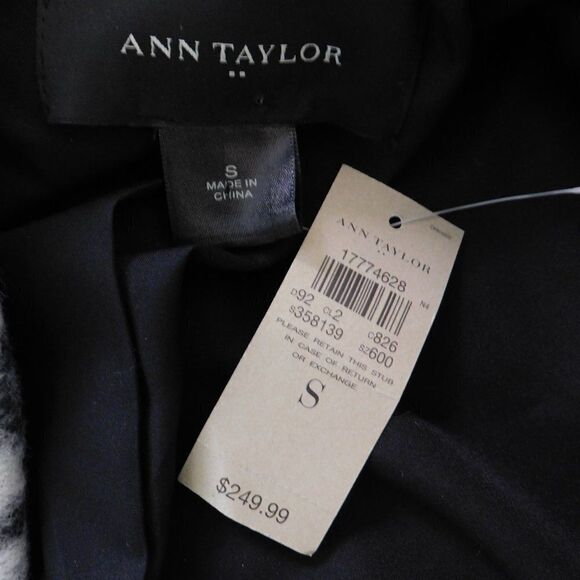 ANN TAYLOR
S
MADE IN
CHINA
ANN TAYLOR
17774628
N4
D92 CL2 C826
S358139 SZ600
PLEASE RETAIN THIS STUB
IN CASE OF RETURN
OR EXCHANGE
S
$249.99